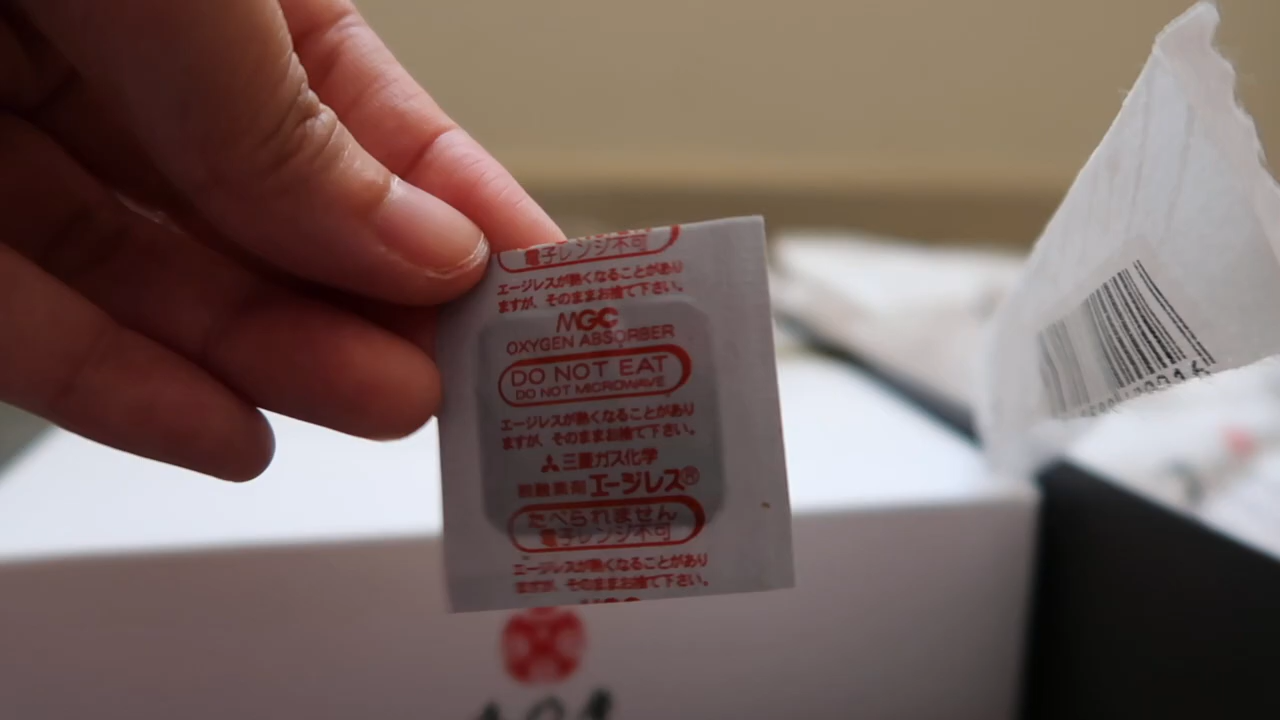 電子レンジ不可
エージレスが熱くなることがあり
ますが、そのままお捨て下さい。
MGC
OXYGEN ABSORBER
DO NOT EAT
DO NOT MICROWAVE
エージレスが熱くなることがあり
ますが、そのままお捨て下さい。
三菱ガス化学
脱酸素剤 エージレス®
たべられません
電子レンジ不可
エージレスが熱くなることがあり
ますが、そのままお捨て下さい。